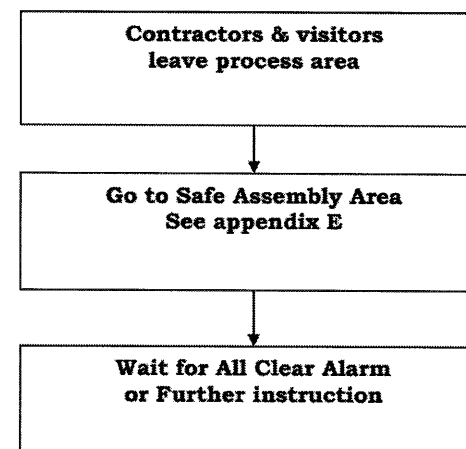 Contractors & visitors
leave process area
Go to Safe Assembly Area
See appendix E
Wait for All Clear Alarm
or Further instruction